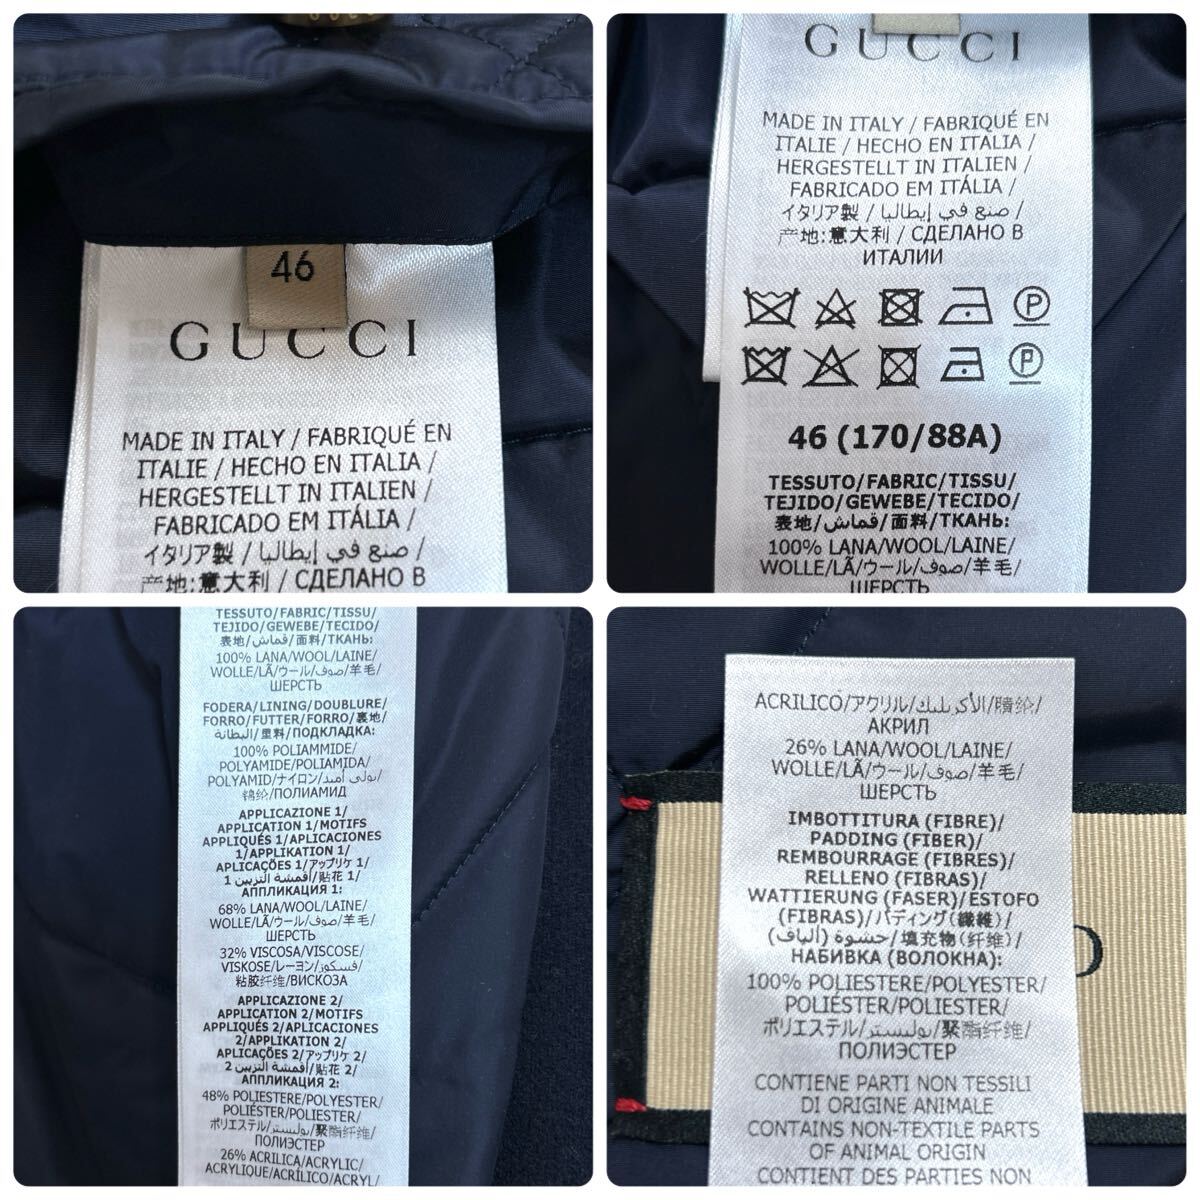 46
GUCCI
MADE IN ITALY / FABRIQUÉ EN
ITALIE / HECHO EN ITALIA /
HERGESTELLT IN ITALIEN /
FABRICADO EM ITÁLIA /
イタリア製 / صنع في إيطاليا /
产地:意大利 / СДЕЛАНО В
GUCCI
MADE IN ITALY / FABRIQUÉ EN
ITALIE / HECHO EN ITALIA /
HERGESTELLT IN ITALIEN /
FABRICADO EM ITÁLIA /
イタリア製 / صنع في إيطاليا /
产地:意大利 / СДЕЛАНО В
ИТАЛИИ
P
P
46 (170/88A)
TESSUTO/FABRIC/TISSU/
TEJIDO/GEWEBE/TECIDO/
表地/قماش/面料/ТКАНЬ:
100% LANA/WOOL/LAINE/
WOLLE/LÃ/ウール/صوف/羊毛/
ШЕРСТЬ
TESSUTO/FABRIC/TISSU/
TEJIDO/GEWEBE/TECIDO/
表地/قماش/面料/ТКАНЬ:
100% LANA/WOOL/LAINE/
WOLLE/LÃ/ウール/صوف/羊毛/
ШЕРСТЬ
FODERA/LINING/DOUBLURE/
FORRO/FUTTER/FORRO/裏地/
البطانة/里料/ПОДКЛАДКА:
100% POLIAMMIDE/
POLYAMIDE/POLIAMIDA/
POLYAMID/ナイロン/بولي أميد/
锦纶/ПОЛИАМИД
APPLICAZIONE 1/
APPLICATION 1/MOTIFS
APPLIQUÉS 1/APLICACIONES
1/APPLIKATION 1/
APLICAÇÕES 1/アップリケ 1/
أقمشة التزيين 1/貼花 1/
АППЛИКАЦИЯ 1:
68% LANA/WOOL/LAINE/
WOLLE/LÃ/ウール/صوف/羊毛/
ШЕРСТЬ
32% VISCOSA/VISCOSE/
VISKOSE/レーヨン/فسكوز/
粘胶纤维/ВИСКОЗА
APPLICAZIONE 2/
APPLICATION 2/MOTIFS
APPLIQUÉS 2/APLICACIONES
2/APPLIKATION 2/
APLICAÇÕES 2/アップリケ 2/
أقمشة التزيين 2/貼花 2/
АППЛИКАЦИЯ 2:
48% POLIESTERE/POLYESTER/
POLIÉSTER/POLIESTER/
ポリエステル/بوليستر/聚酯纤维/
ПОЛИЭСТЕР
26% ACRILICA/ACRYLIC/
ACRYLIQUE/ACRÍLICO/ACRYL/
ACRILICO/アクリル/الأكريليك/腈纶/
АКРИЛ
26% LANA/WOOL/LAINE/
WOLLE/LÃ/ウール/صوف/羊毛/
ШЕРСТЬ
IMBOTTITURA (FIBRE)/
PADDING (FIBER)/
REMBOURRAGE (FIBRES)/
RELLENO (FIBRAS)/
WATTIERUNG (FASER)/ESTOFO
(FIBRAS)/パディング(繊維)/
حشوة (ألياف)/填充物(纤维)/
НАБИВКА (ВОЛОКНА):
100% POLIESTERE/POLYESTER/
POLIÉSTER/POLIESTER/
ポリエステル/بوليستر/聚酯纤维/
ПОЛИЭСТЕР
CONTIENE PARTI NON TESSILI
DI ORIGINE ANIMALE
CONTAINS NON-TEXTILE PARTS
OF ANIMAL ORIGIN
CONTIENT DES PARTIES NON